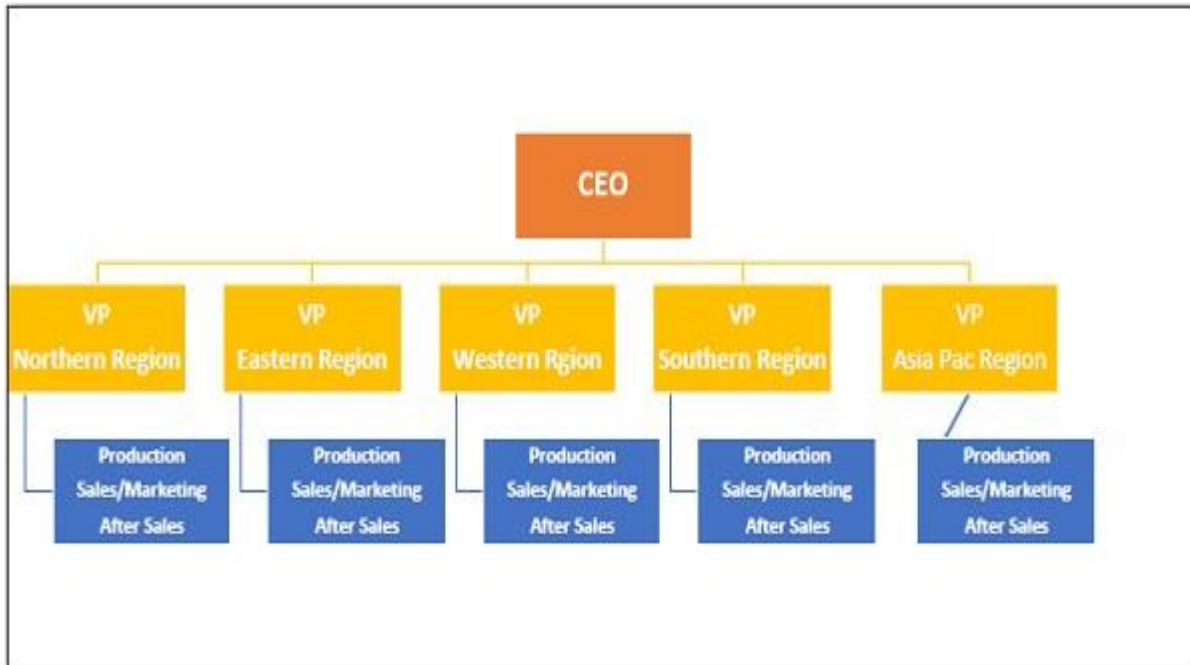 CEO
VP
Northern Region
VP
Eastern Region
VP
Western Rgion
VP
Southern Region
VP
Asia Pac Region
Production
Sales/Marketing
After Sales
Production
Sales/Marketing
After Sales
Production
Sales/Marketing
After Sales
Production
Sales/Marketing
After Sales
Production
Sales/Marketing
After Sales